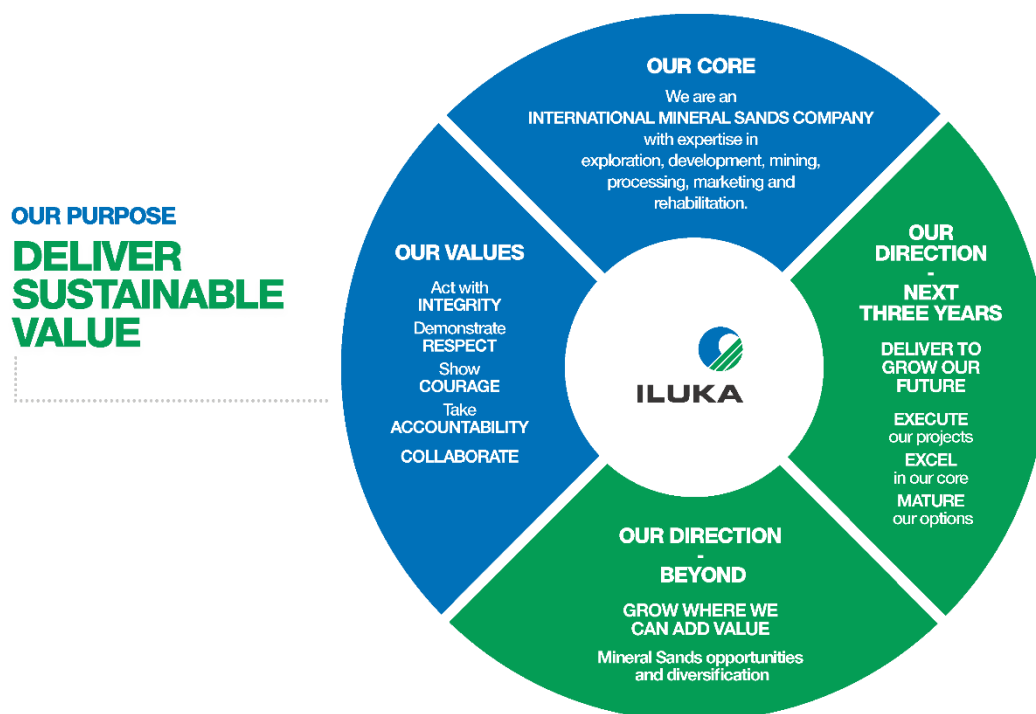 OUR PURPOSE
DELIVER
SUSTAINABLE
VALUE
OUR CORE
We are an
INTERNATIONAL MINERAL SANDS COMPANY
with expertise in
exploration, development, mining,
processing, marketing and
rehabilitation.
OUR VALUES
Act with
INTEGRITY
Demonstrate
RESPECT
Show
COURAGE
Take
ACCOUNTABILITY
COLLABORATE
ILUKA
OUR
DIRECTION
-
NEXT
THREE YEARS
DELIVER TO
GROW OUR
FUTURE
EXECUTE
our projects
EXCEL
in our core
MATURE
our options
OUR DIRECTION
-
BEYOND
GROW WHERE WE
CAN ADD VALUE
Mineral Sands opportunities
and diversification